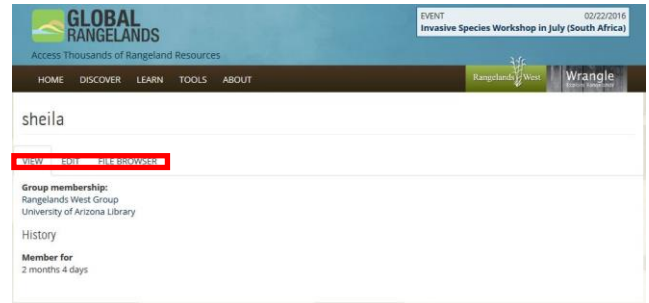 GLOBAL
RANGELANDS
Access Thousands of Rangeland Resources
EVENT 02/22/2016
Invasive Species Workshop in July (South Africa)
HOME DISCOVER LEARN TOOLS ABOUT
Rangelands West
Wrangle
sheila
VIEW EDIT FILE BROWSER
Group membership:
Rangelands West Group
University of Arizona Library
History
Member for
2 months 4 days